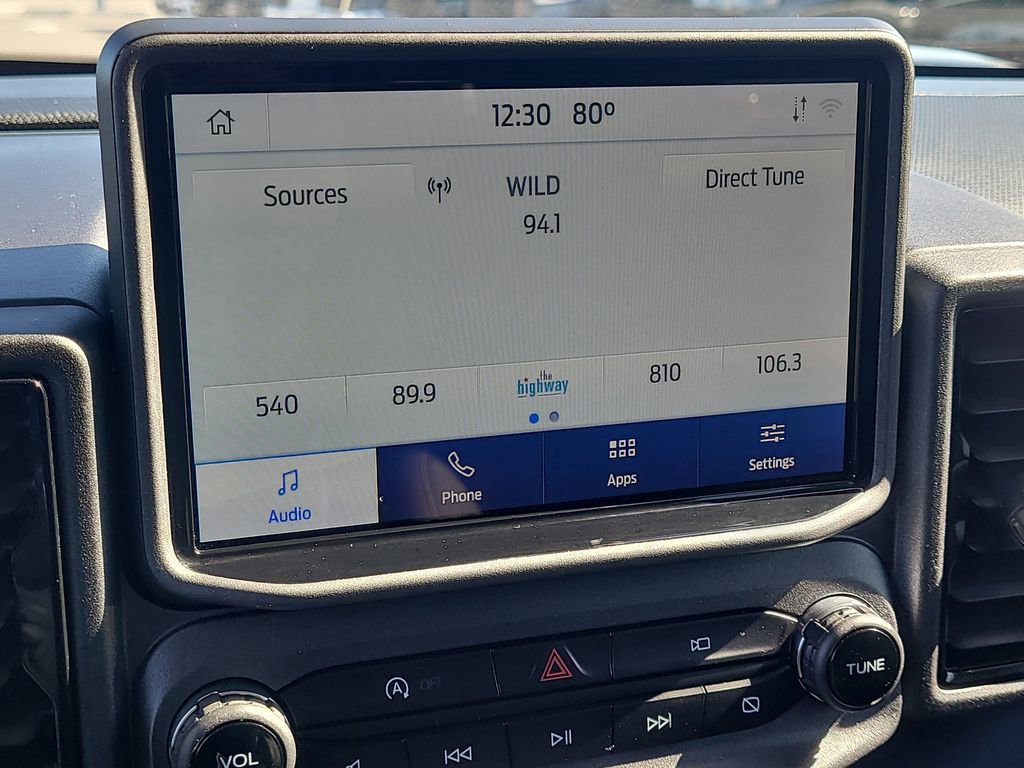 12:30 80º
Sources
WILD
Direct Tune
94.1
540
89.9
the highway
810
106.3
Audio
Phone
Apps
Settings
A OFF
TUNE
VOL